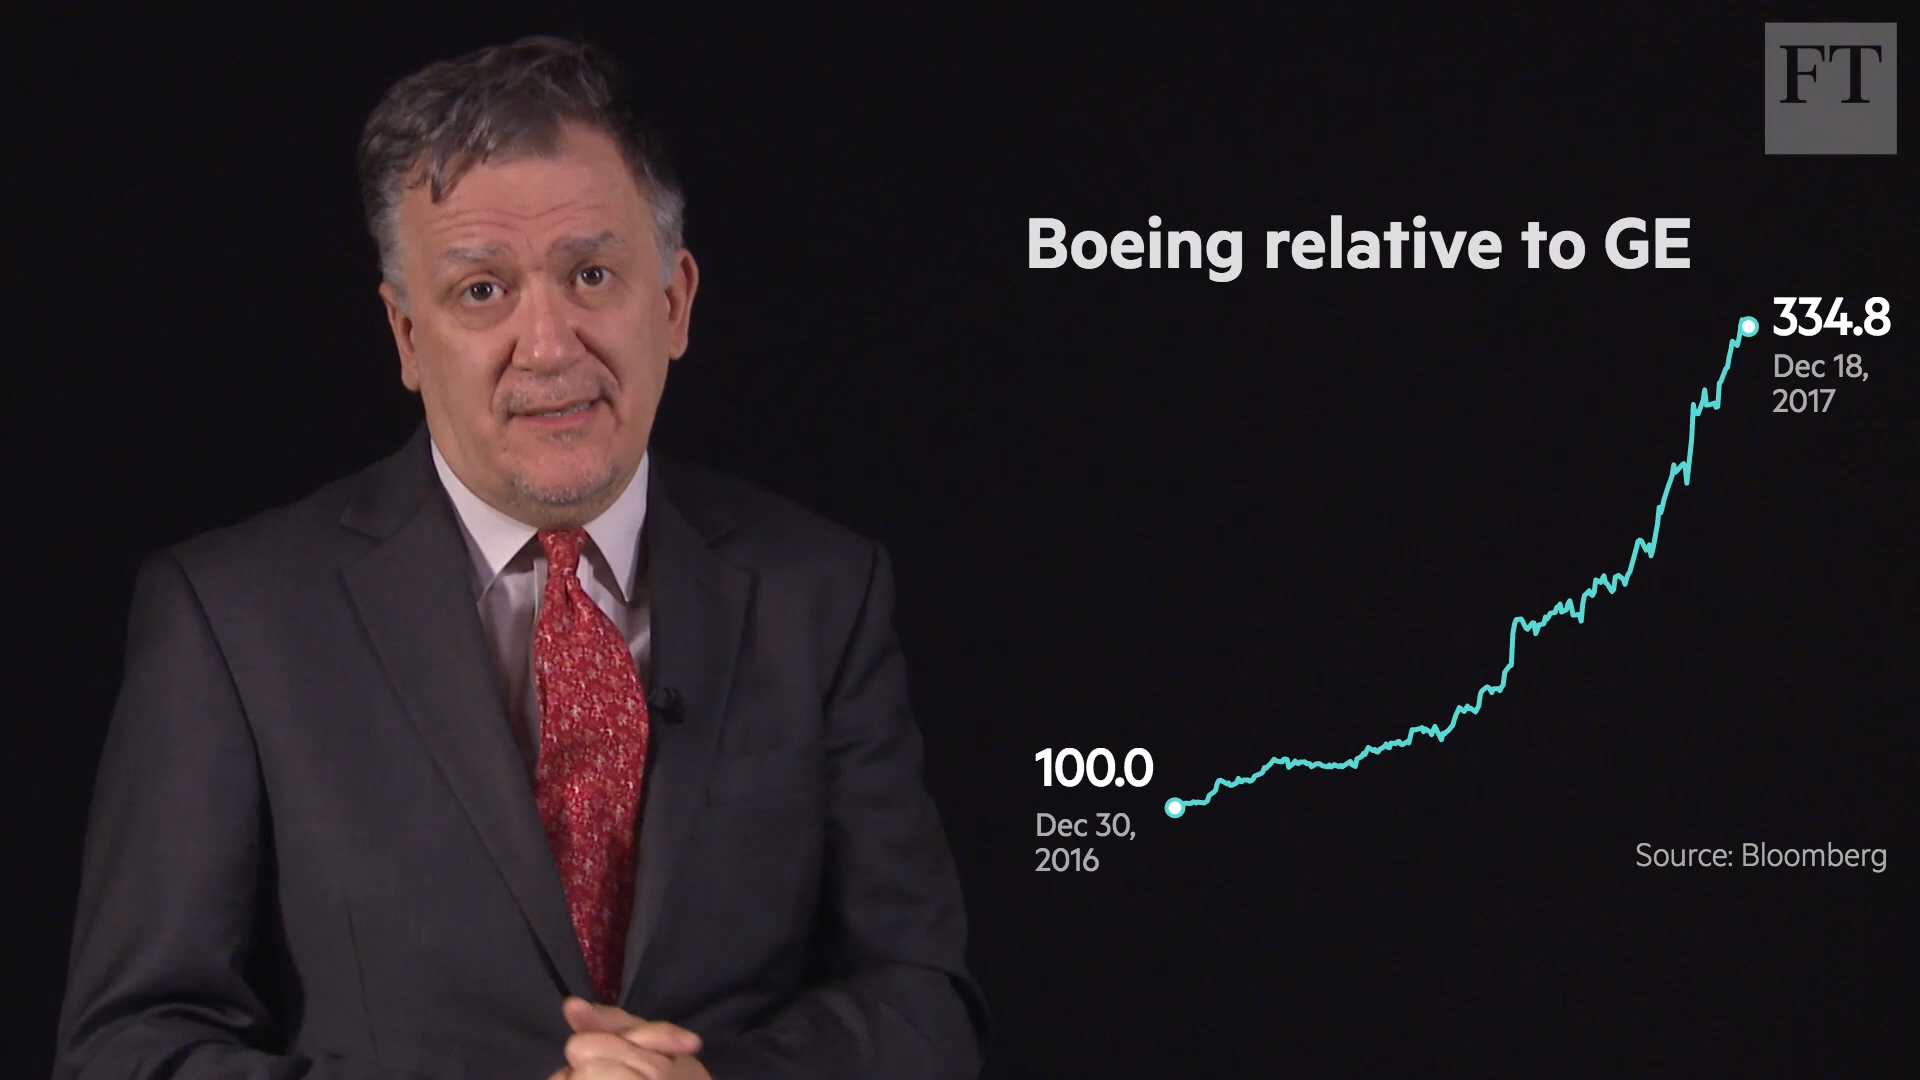 FT
Boeing relative to GE
334.8
Dec 18,
2017
100.0
Dec 30,
2016
Source: Bloomberg